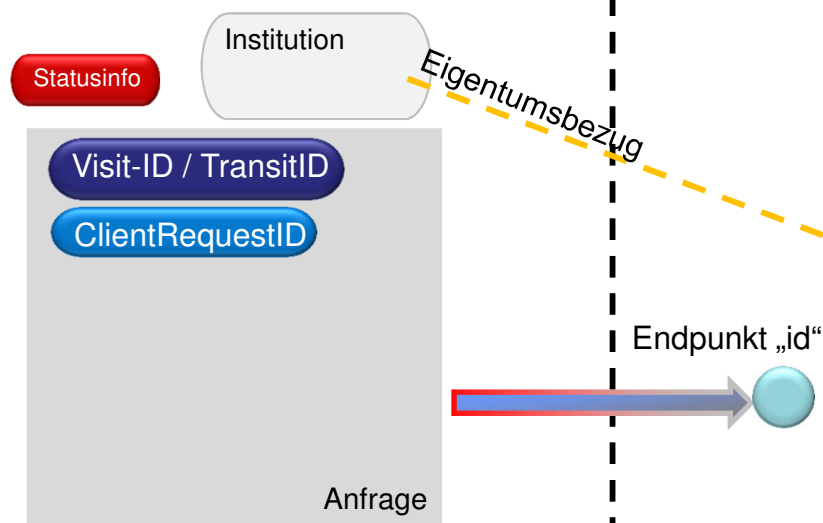 Institution
Statusinfo
Eigentumsbezug
Visit-ID / TransitID
ClientRequestID
Endpunkt „id“
Anfrage